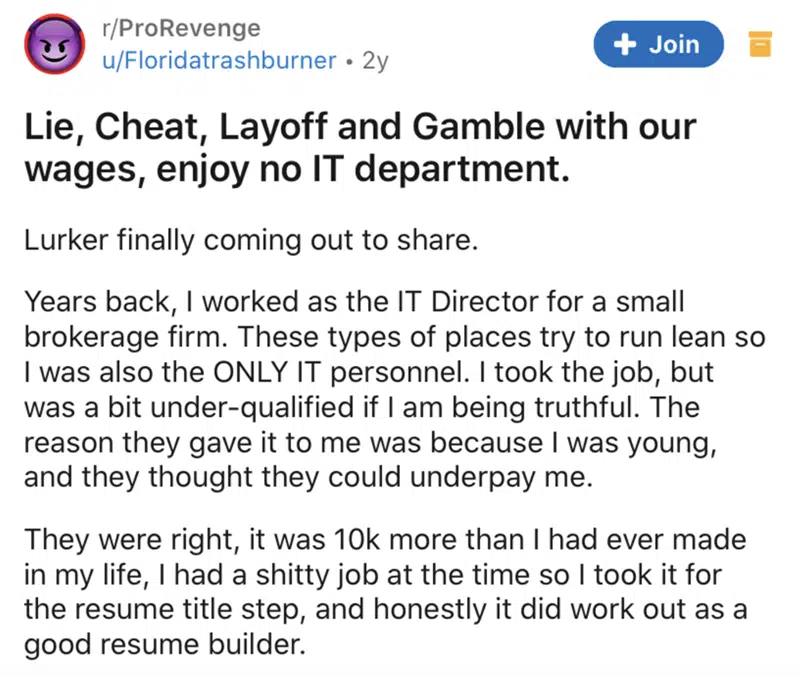 r/ProRevenge
u/Floridatrashburner • 2y
+ Join
Lie, Cheat, Layoff and Gamble with our
wages, enjoy no IT department.
Lurker finally coming out to share.
Years back, I worked as the IT Director for a small
brokerage firm. These types of places try to run lean so
I was also the ONLY IT personnel. I took the job, but
was a bit under-qualified if I am being truthful. The
reason they gave it to me was because I was young,
and they thought they could underpay me.
They were right, it was 10k more than I had ever made
in my life, I had a shitty job at the time so I took it for
the resume title step, and honestly it did work out as a
good resume builder.